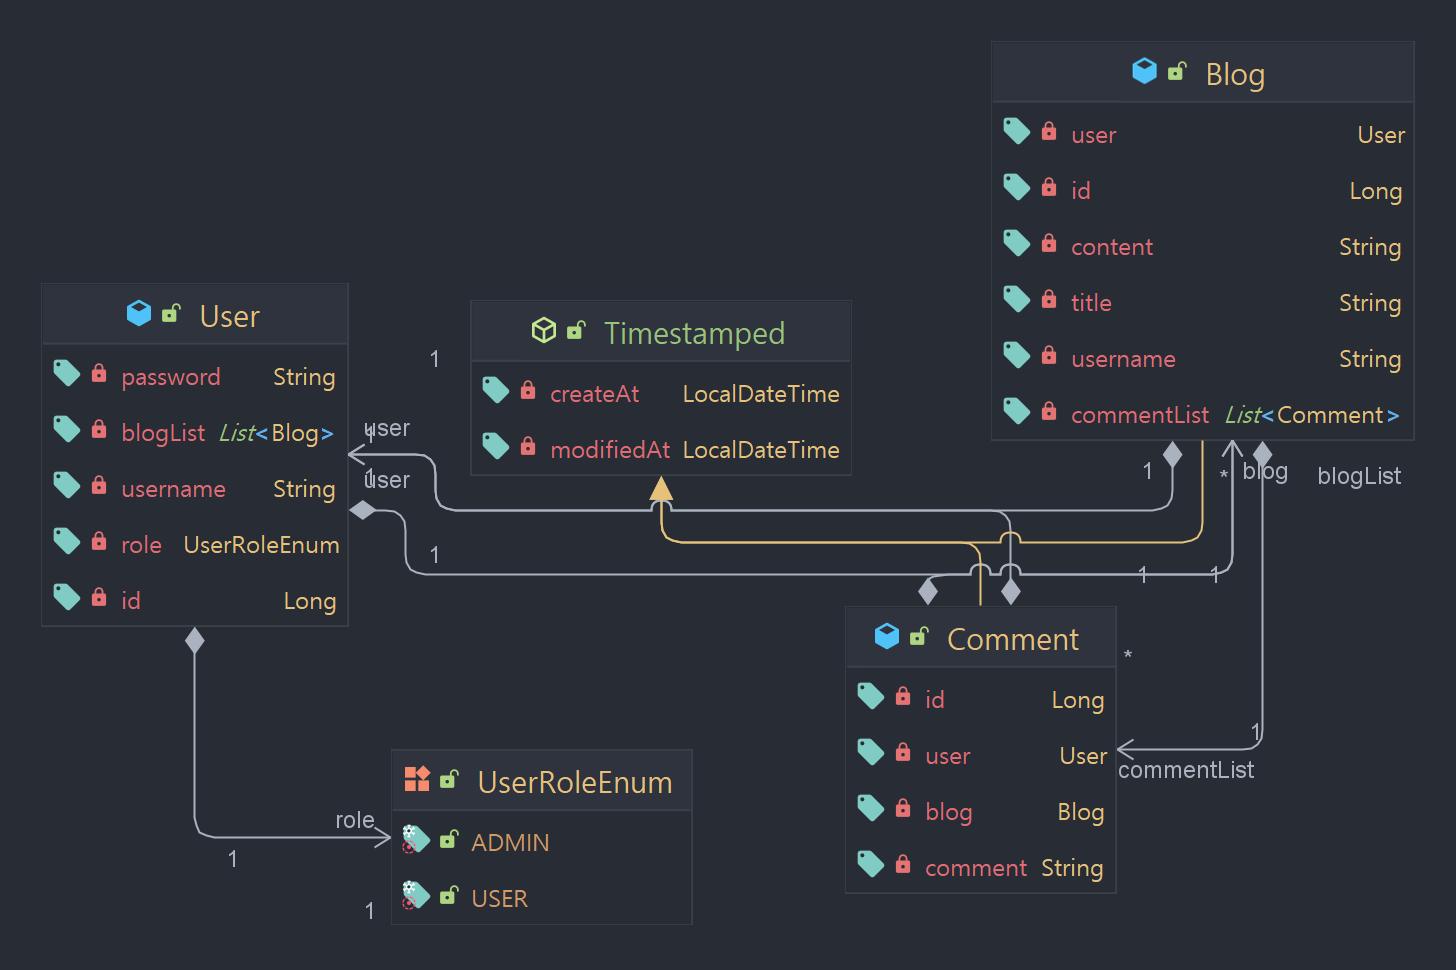 Blog
user User
id Long
content String
title String
username String
commentList List<Comment>
User
password String
blogList List<Blog>
username String
role UserRoleEnum
id Long
Timestamped
createAt LocalDateTime
modifiedAt LocalDateTime
1
user
1
user
1
1
1
* blog
blogList
1
1
Comment
id Long
user User
blog Blog
comment String
*
1
commentList
UserRoleEnum
ADMIN
USER
role
1
1